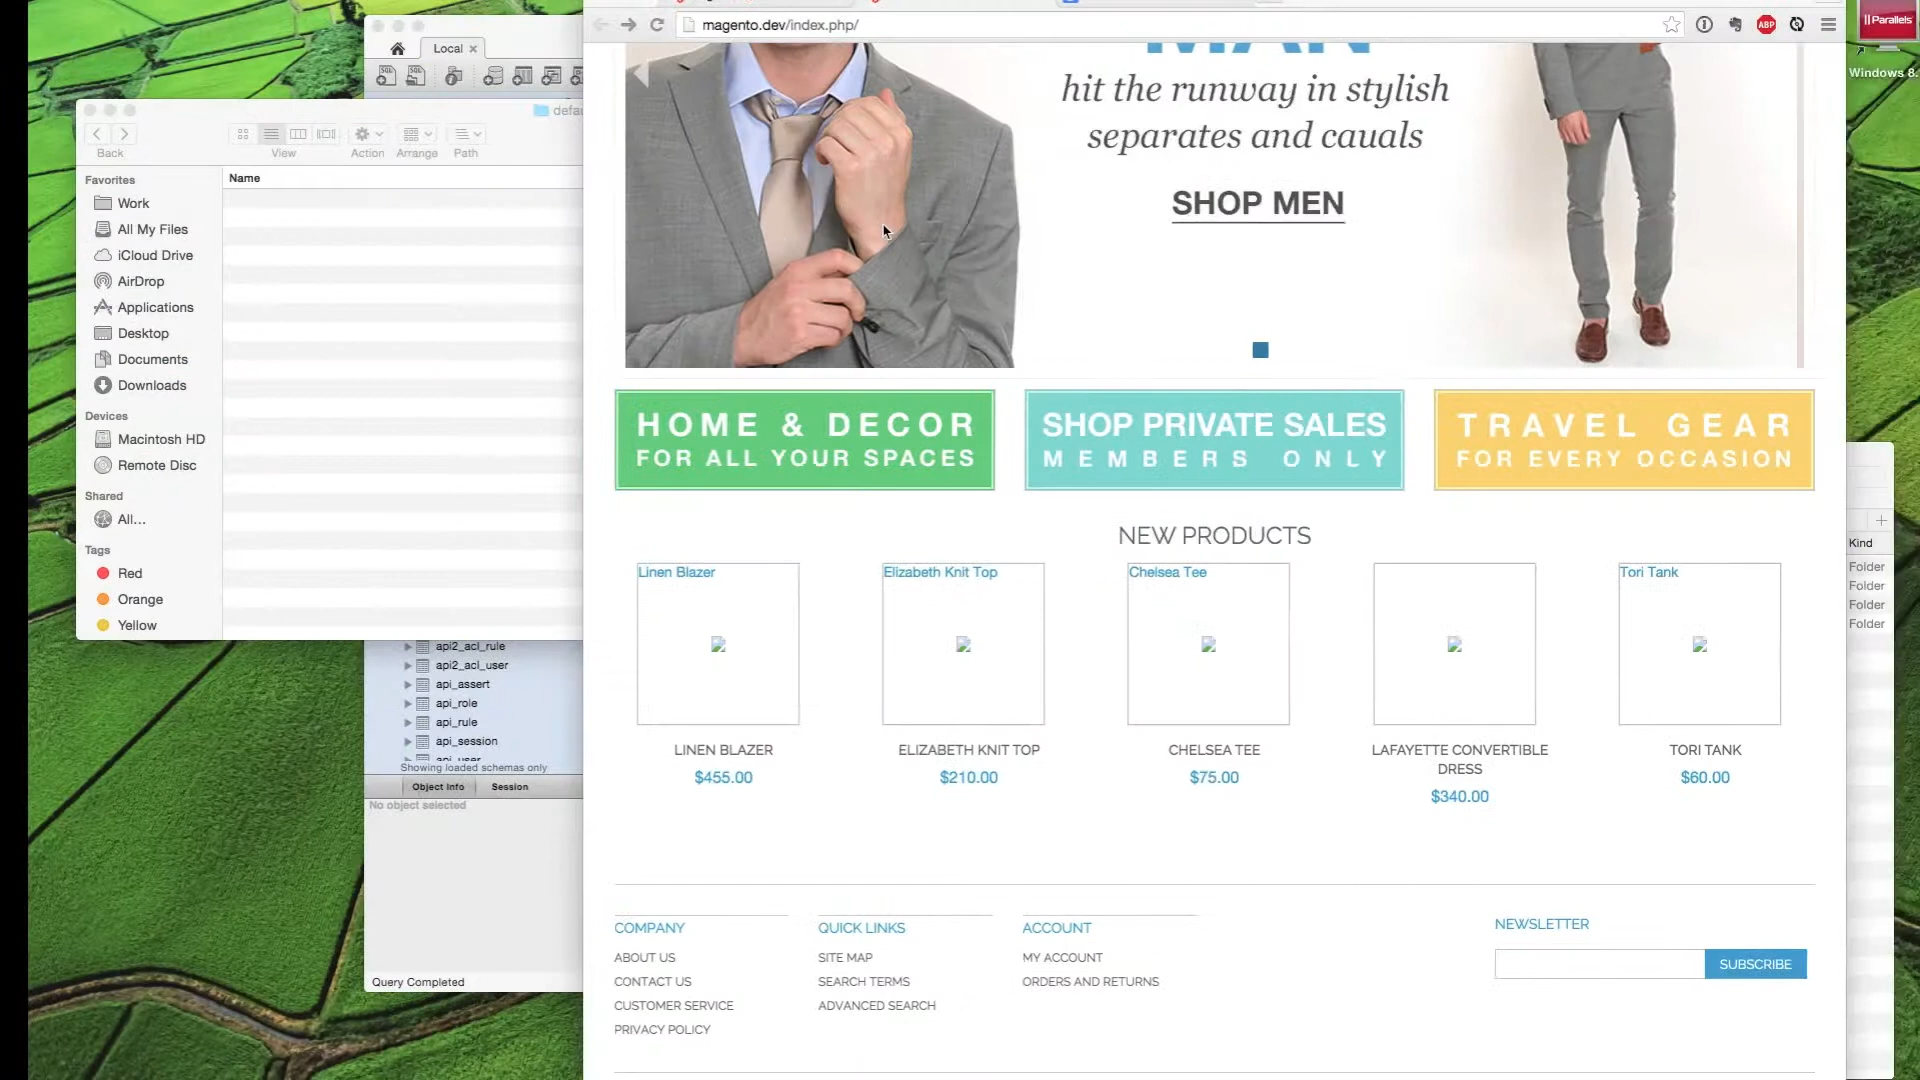 Local
magento.dev/index.php/
ABP
|| Parallels
Windows 8.
defau
Back
View
Action
Arrange
Path
Favorites
Work
All My Files
iCloud Drive
AirDrop
Applications
Desktop
Documents
Downloads
Devices
Macintosh HD
Remote Disc
Shared
All...
Tags
Red
Orange
Yellow
Name
api2_acl_rule
api2_acl_user
api_assert
api_role
api_rule
api_session
Showing loaded schemas only
Object Info
Session
No object selected
Query Completed
hit the runway in stylish
separates and cauals
SHOP MEN
HOME & DECOR
FOR ALL YOUR SPACES
SHOP PRIVATE SALES
MEMBERS ONLY
TRAVEL GEAR
FOR EVERY OCCASION
NEW PRODUCTS
Linen Blazer
Elizabeth Knit Top
Chelsea Tee
Tori Tank
LINEN BLAZER
$455.00
ELIZABETH KNIT TOP
$210.00
CHELSEA TEE
$75.00
LAFAYETTE CONVERTIBLE
DRESS
$340.00
TORI TANK
$60.00
COMPANY
ABOUT US
CONTACT US
CUSTOMER SERVICE
PRIVACY POLICY
QUICK LINKS
SITE MAP
SEARCH TERMS
ADVANCED SEARCH
ACCOUNT
MY ACCOUNT
ORDERS AND RETURNS
NEWSLETTER
SUBSCRIBE
Kind
Folder
Folder
Folder
Folder